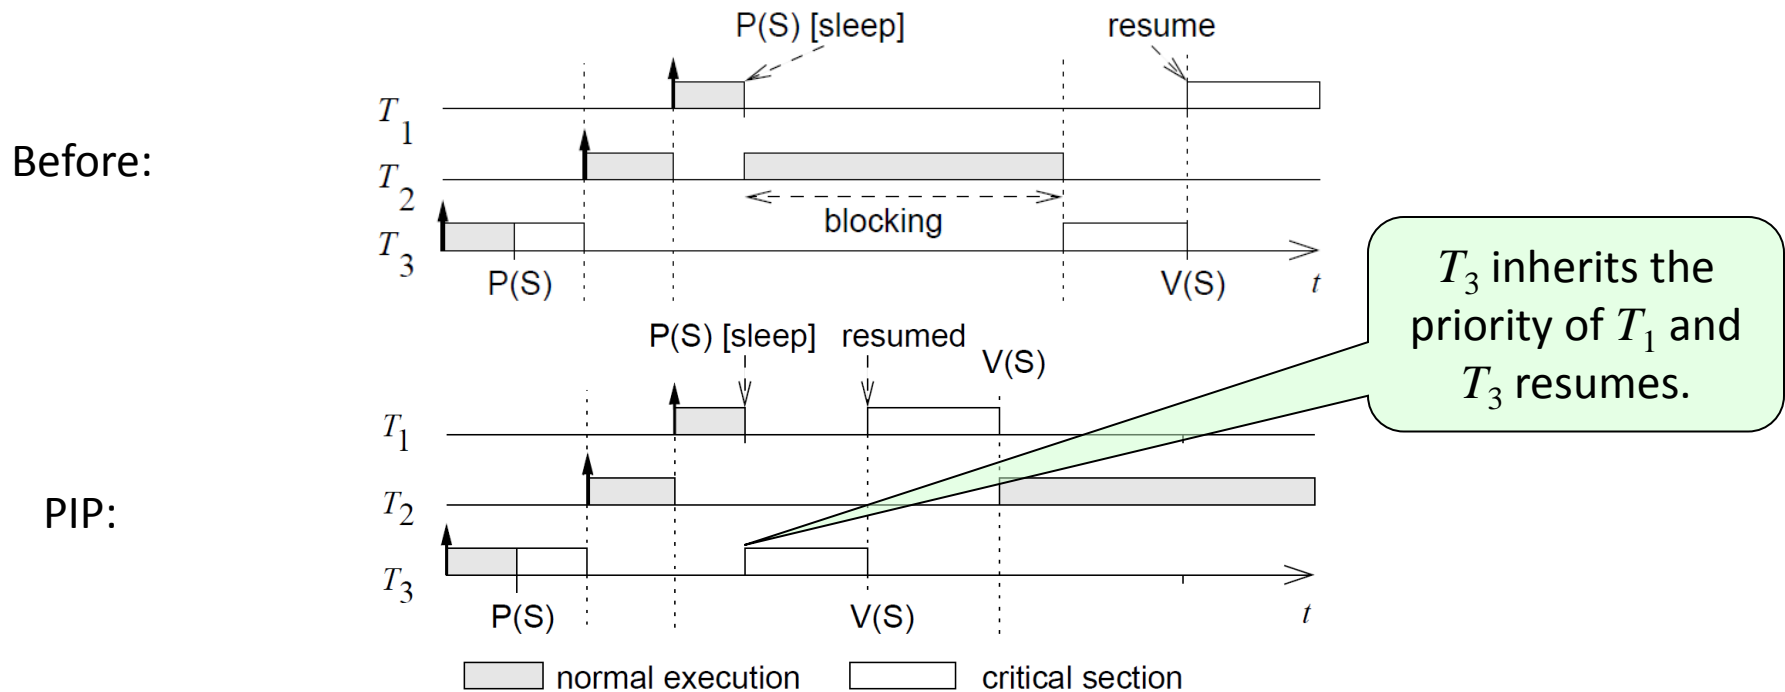 P(S) [sleep]
resume
T1
Before:
T2
blocking
T3
P(S)
V(S)
t
T3 inherits the
priority of T1 and
T3 resumes.
P(S) [sleep]
resumed
V(S)
T1
PIP:
T2
T3
P(S)
V(S)
t
normal execution
critical section